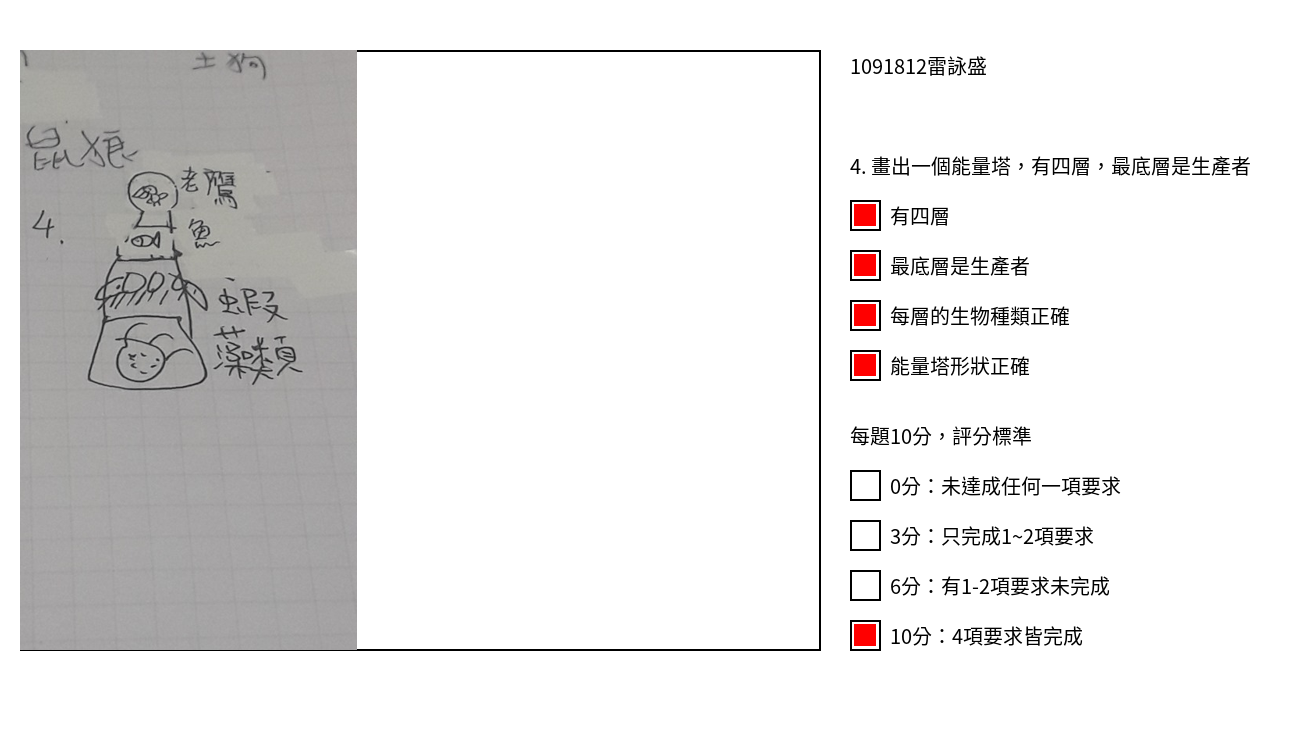 土狗
鼠狼
4.
老鷹
魚
蝦
藻類
1091812雷詠盛
4. 畫出一個能量塔，有四層，最底層是生產者
有四層
最底層是生產者
每層的生物種類正確
能量塔形狀正確
每題10分，評分標準
0分：未達成任何一項要求
3分：只完成1~2項要求
6分：有1-2項要求未完成
10分：4項要求皆完成